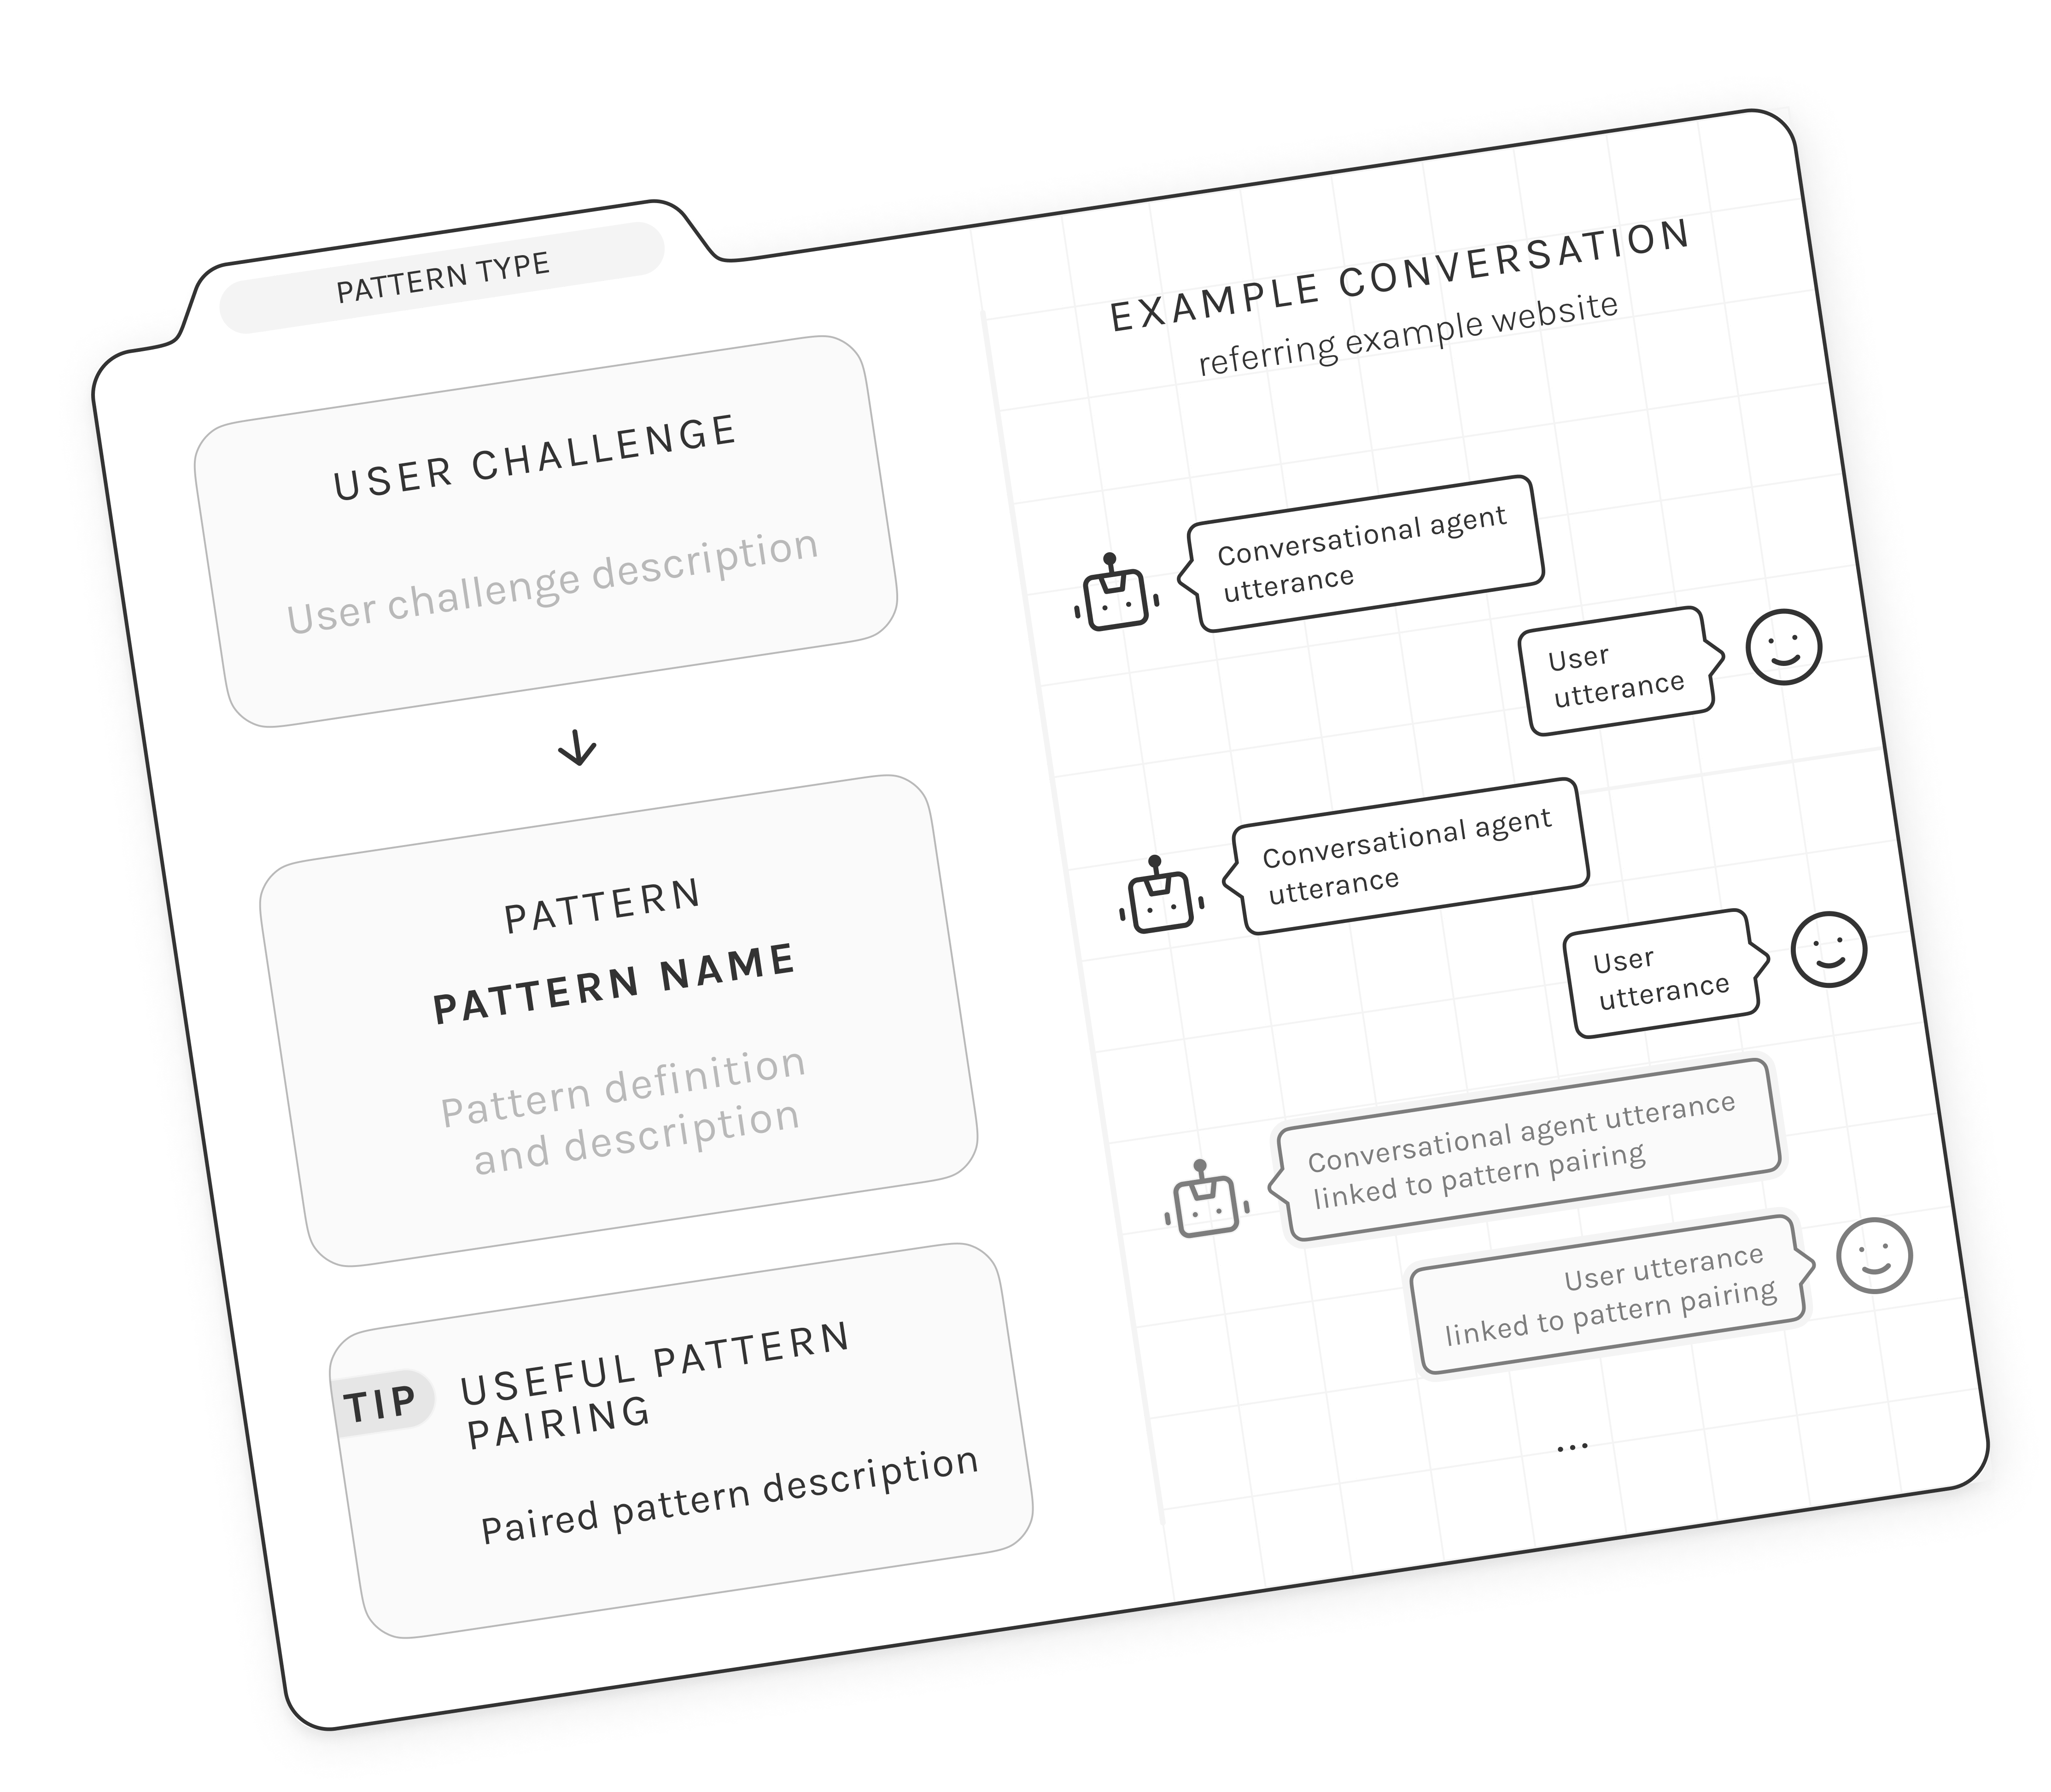 PATTERN TYPE
USER CHALLENGE
User challenge description
PATTERN
PATTERN NAME
Pattern definition
and description
TIP
USEFUL PATTERN
PAIRING
Paired pattern description
EXAMPLE CONVERSATION
referring example website
Conversational agent
utterance
User
utterance
Conversational agent
utterance
User
utterance
Conversational agent utterance
linked to pattern pairing
User utterance
linked to pattern pairing
...